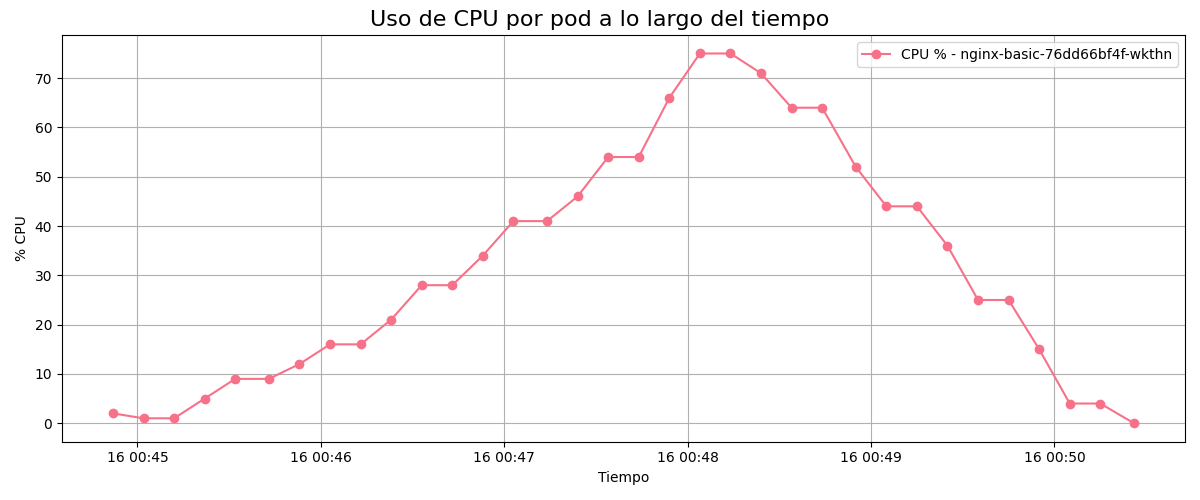 Uso de CPU por pod a lo largo del tiempo
CPU % - nginx-basic-76dd66bf4f-wkthn
% CPU
70
60
50
40
30
20
10
0
16 00:45 16 00:46 16 00:47 16 00:48 16 00:49 16 00:50
Tiempo